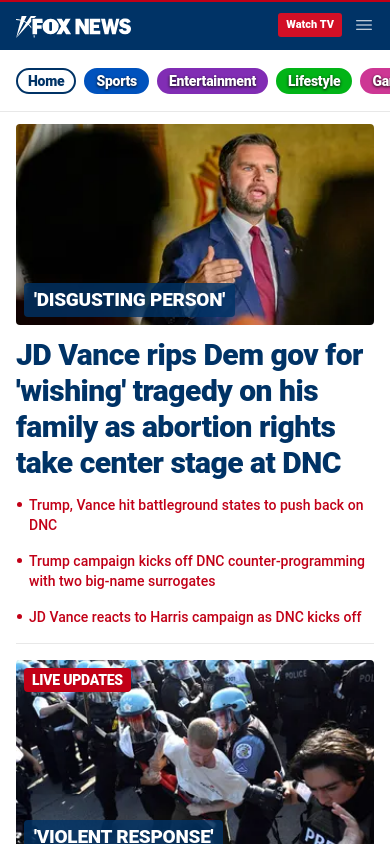 FOX NEWS
Watch TV
Home
Sports
Entertainment
Lifestyle
'DISGUSTING PERSON'
JD Vance rips Dem gov for
'wishing' tragedy on his
family as abortion rights
take center stage at DNC
Trump, Vance hit battleground states to push back on
DNC
Trump campaign kicks off DNC counter-programming
with two big-name surrogates
JD Vance reacts to Harris campaign as DNC kicks off
LIVE UPDATES
POLICE
'VIOLENT RESPONSE'